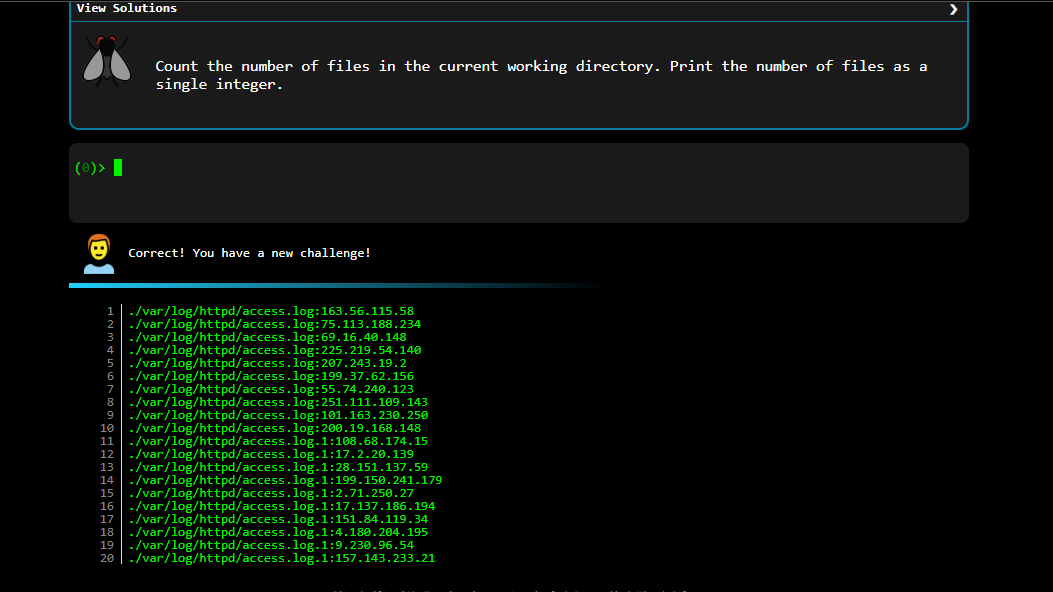 View Solutions ❯
Count the number of files in the current working directory. Print the number of files as a
single integer.
(0)>
Correct! You have a new challenge!
1 ./var/log/httpd/access.log:163.56.115.58
2 ./var/log/httpd/access.log:75.113.188.234
3 ./var/log/httpd/access.log:69.16.40.148
4 ./var/log/httpd/access.log:225.219.54.140
5 ./var/log/httpd/access.log:207.243.19.2
6 ./var/log/httpd/access.log:199.37.62.156
7 ./var/log/httpd/access.log:55.74.240.123
8 ./var/log/httpd/access.log:251.111.109.143
9 ./var/log/httpd/access.log:101.163.230.250
10 ./var/log/httpd/access.log:200.19.168.148
11 ./var/log/httpd/access.log.1:108.68.174.15
12 ./var/log/httpd/access.log.1:17.2.20.139
13 ./var/log/httpd/access.log.1:28.151.137.59
14 ./var/log/httpd/access.log.1:199.150.241.179
15 ./var/log/httpd/access.log.1:2.71.250.27
16 ./var/log/httpd/access.log.1:17.137.186.194
17 ./var/log/httpd/access.log.1:151.84.119.34
18 ./var/log/httpd/access.log.1:4.180.204.195
19 ./var/log/httpd/access.log.1:9.230.96.54
20 ./var/log/httpd/access.log.1:157.143.233.21